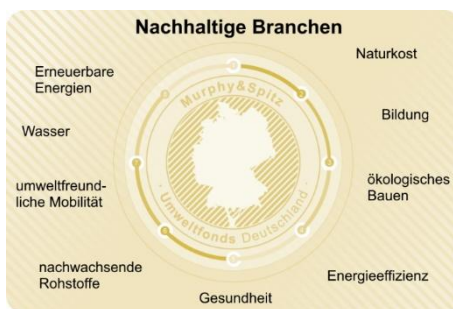 Nachhaltige Branchen
Naturkost
Erneuerbare
Energien
Bildung
Wasser
ökologisches
Bauen
umweltfreund-
liche Mobilität
nachwachsende
Rohstoffe
Energieeffizienz
Gesundheit
Murphy&Spitz
· Umweltfonds Deutschland ·